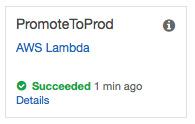 PromoteToProd
AWS Lambda
Succeeded 1 min ago
Details